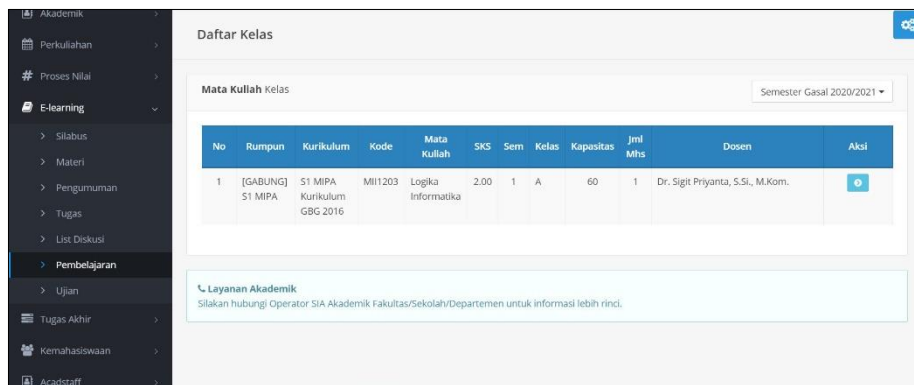 Akademik
Perkuliahan
Proses Nilai
E-learning
Silabus
Materi
Pengumuman
Tugas
List Diskusi
Pembelajaran
Ujian
Tugas Akhir
Kemahasiswaan
Acadstaff
Daftar Kelas
Mata Kuliah Kelas
Semester Gasal 2020/2021
No Rumpun Kurikulum Kode Mata Kuliah SKS Sem Kelas Kapasitas Jml Mhs Dosen Aksi
1 [GABUNG] S1 MIPA S1 MIPA Kurikulum GBG 2016 MII1203 Logika Informatika 2.00 1 A 60 1 Dr. Sigit Priyanta, S.Si., M.Kom.
Layanan Akademik
Silakan hubungi Operator SIA Akademik Fakultas/Sekolah/Departemen untuk informasi lebih rinci.